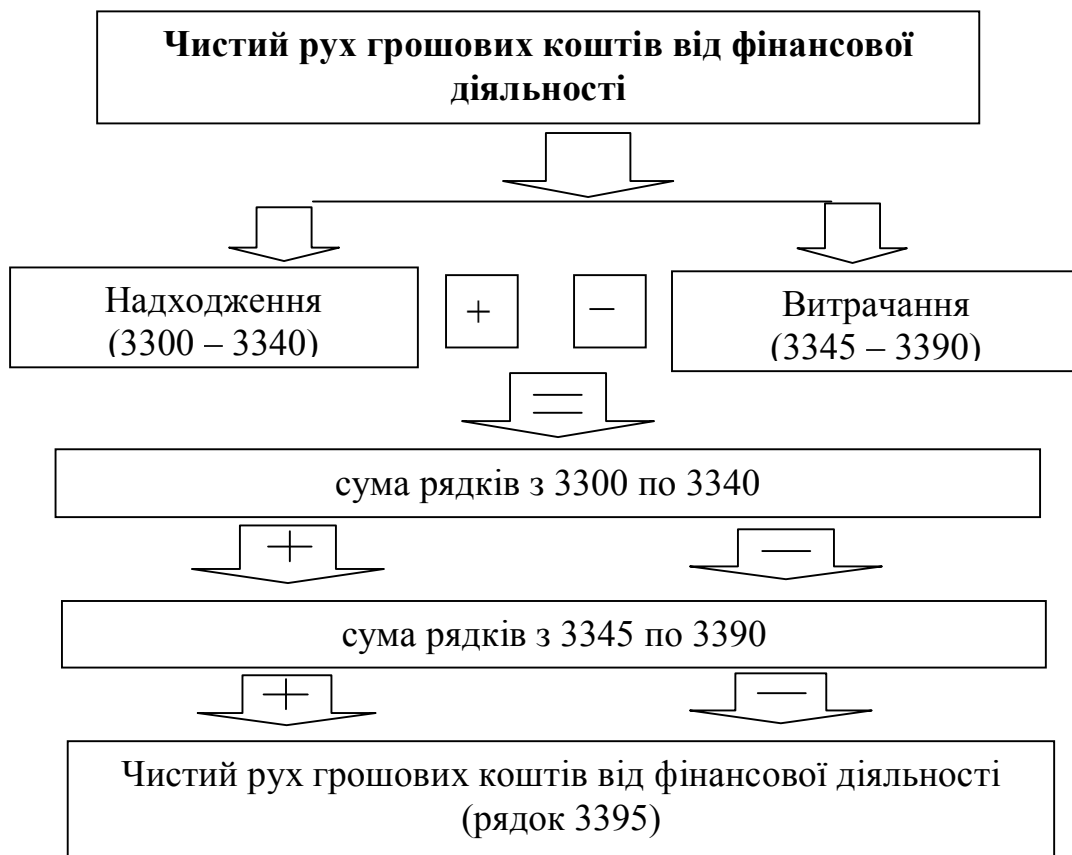 Чистий рух грошових коштів від фінансової
діяльності
Надходження
(3300 – 3340)
+
–
Витрачання
(3345 – 3390)
=
сума рядків з 3300 по 3340
+
–
сума рядків з 3345 по 3390
+
–
Чистий рух грошових коштів від фінансової діяльності
(рядок 3395)